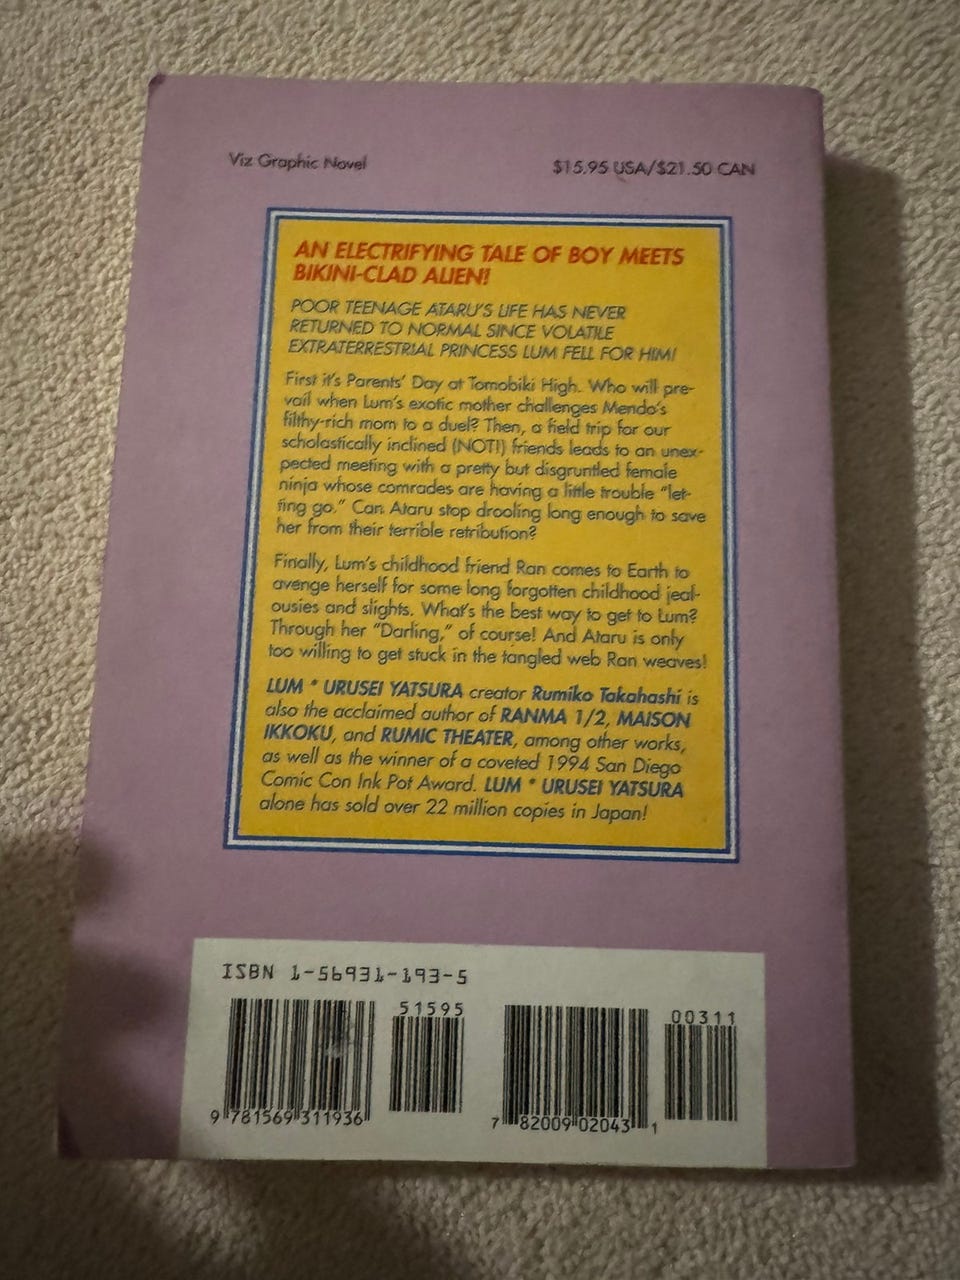 Viz Graphic Novel
$15.95 USA/$21.50 CAN
AN ELECTRIFYING TALE OF BOY MEETS
BIKINI-CLAD ALIEN!
POOR TEENAGE ATARU'S LIFE HAS NEVER
RETURNED TO NORMAL SINCE VOLATILE
EXTRATERRESTRIAL PRINCESS LUM FELL FOR HIM!
First it's Parents' Day at Tomobiki High. Who will pre-
vail when Lum's exotic mother challenges Mendo's
filthy-rich mom to a duel? Then, a field trip for our
scholastically inclined (NOT!) friends leads to an unex-
pected meeting with a pretty but disgruntled female
ninja whose comrades are having a little trouble "let-
ting go." Can Ataru stop drooling long enough to save
her from their terrible retribution?
Finally, Lum's childhood friend Ran comes to Earth to
avenge herself for some long forgotten childhood jeal-
ousies and slights. What's the best way to get to Lum?
Through her "Darling," of course! And Ataru is only
too willing to get stuck in the tangled web Ran weaves!
LUM * URUSEI YATSURA creator Rumiko Takahashi is
also the acclaimed author of RANMA 1/2, MAISON
IKKOKU, and RUMIC THEATER, among other works,
as well as the winner of a coveted 1994 San Diego
Comic Con Ink Pot Award. LUM * URUSEI YATSURA
alone has sold over 22 million copies in Japan!
ISBN 1-56931-193-5
51595
00311
9 781569 311936
7 82009 02043 1